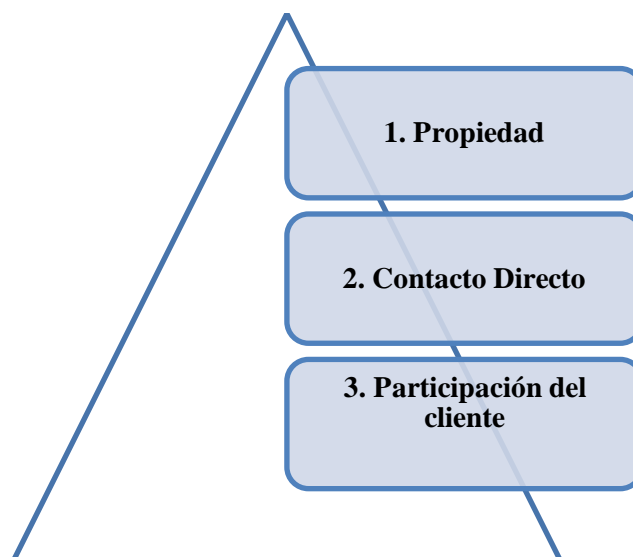 1. Propiedad
2. Contacto Directo
3. Participación del
cliente